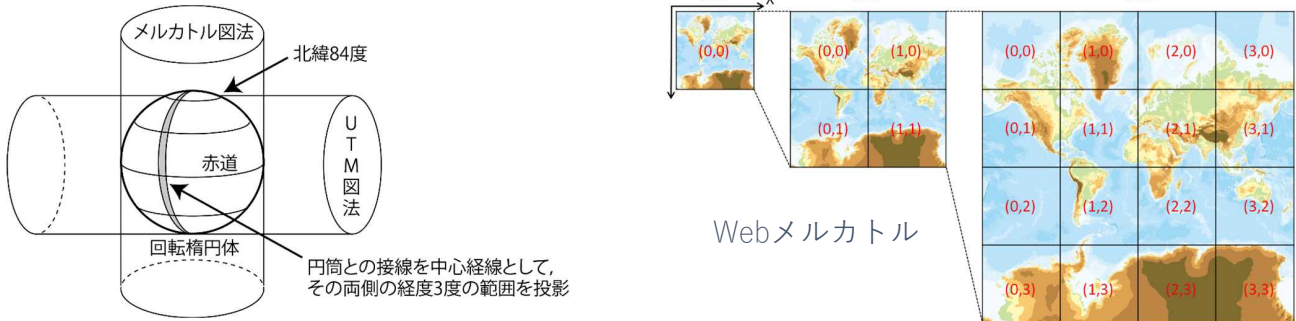 メルカトル図法
北緯84度
UTM図法
赤道
回転楕円体
円筒との接線を中心経線として,
その両側の経度3度の範囲を投影
X
(0,0)
(0,0)
(1,0)
(0,1)
(1,1)
(0,0)
(1,0)
(2,0)
(3,0)
(0,1)
(1,1)
(2,1)
(3,1)
(0,2)
(1,2)
(2,2)
(3,2)
(0,3)
(1,3)
(2,3)
(3,3)
Webメルカトル